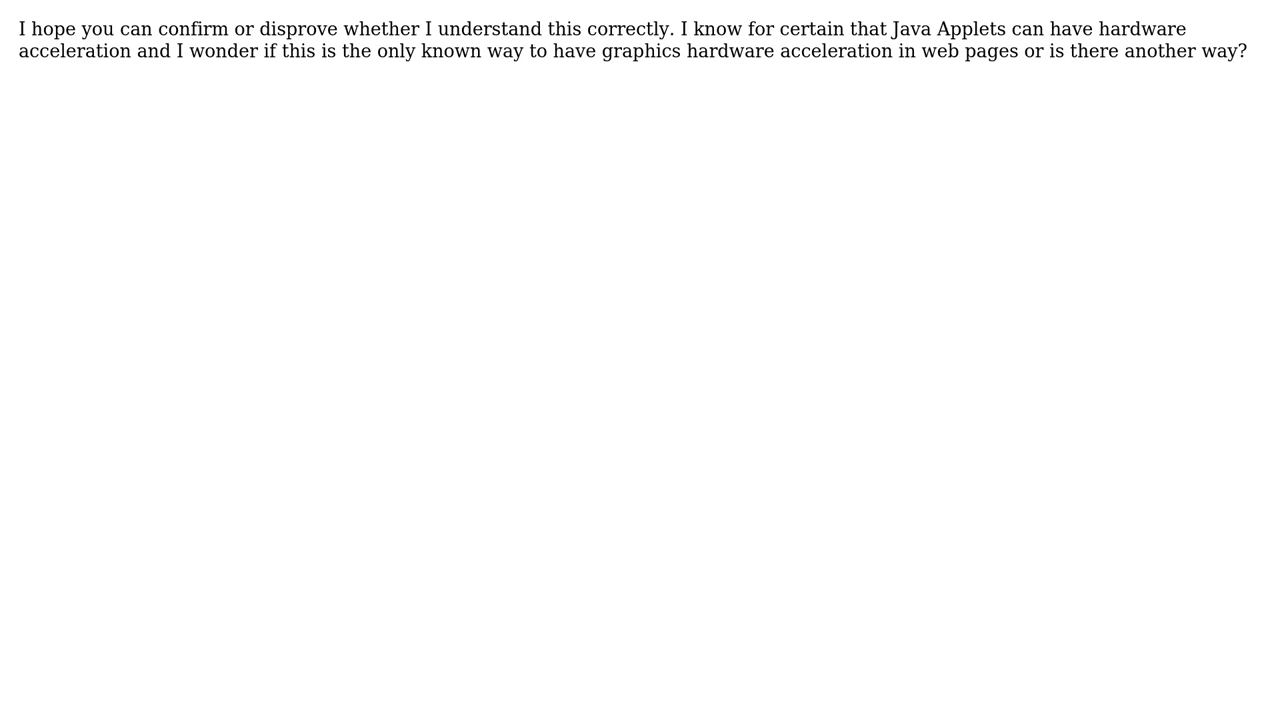 I hope you can confirm or disprove whether I understand this correctly. I know for certain that Java Applets can have hardware
acceleration and I wonder if this is the only known way to have graphics hardware acceleration in web pages or is there another way?